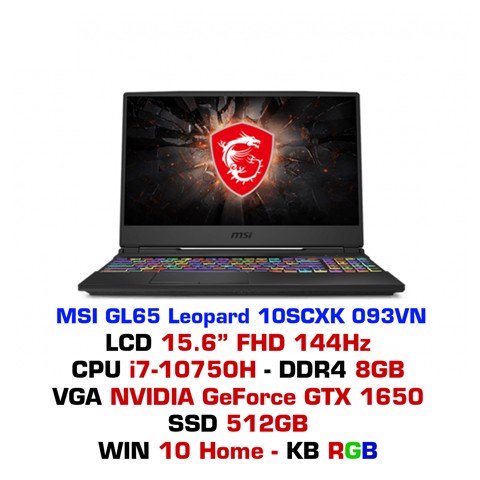 msi
MSI GL65 Leopard 10SCXK 093VN
LCD 15.6” FHD 144Hz
CPU i7-10750H - DDR4 8GB
VGA NVIDIA GeForce GTX 1650
SSD 512GB
WIN 10 Home - KB RGB